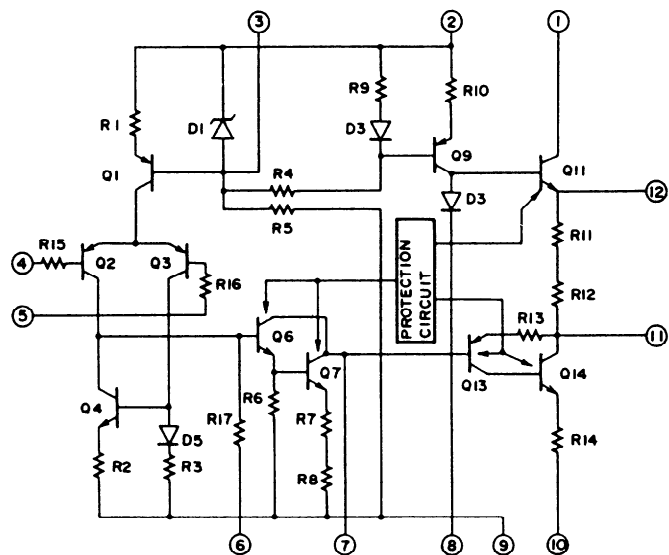 3
2
1
R9
R10
R1
D1
D3
Q9
Q1
Q11
R4
D3
12
R5
R11
R15
4
Q2
Q3
R16
PROTECTION CIRCUIT
5
R12
R13
11
Q6
Q7
Q13
Q14
Q4
R17
R6
R7
D5
R14
R2
R3
R8
6
7
8
9
10